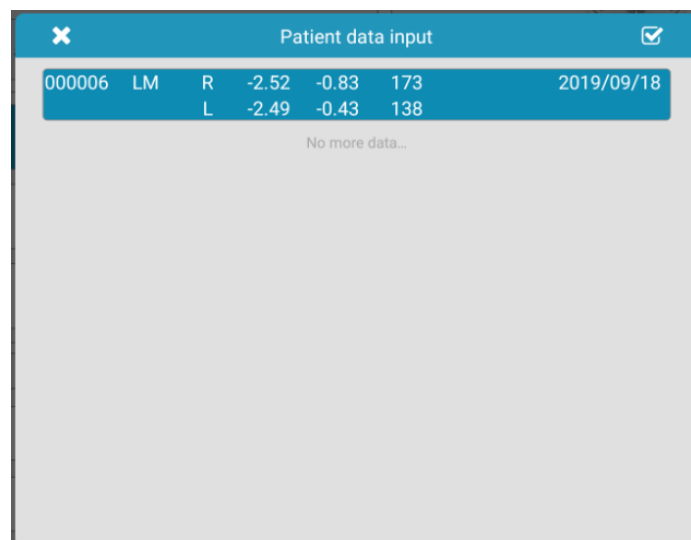 Patient data input
000006 LM R -2.52 -0.83 173 2019/09/18
L -2.49 -0.43 138
No more data...